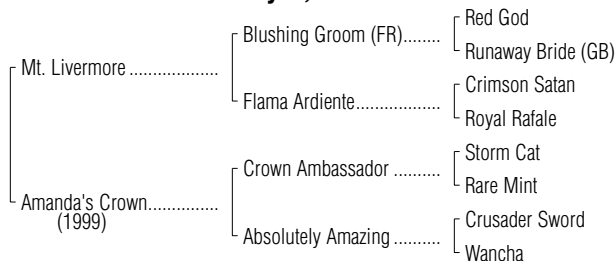 Red God
Blushing Groom (FR)........
Runaway Bride (GB)
Mt. Livermore ...................
Crimson Satan
Flama Ardiente...................
Royal Rafale
Storm Cat
Crown Ambassador ..........
Rare Mint
Amanda's Crown...............
(1999)
Crusader Sword
Absolutely Amazing ..........
Wancha